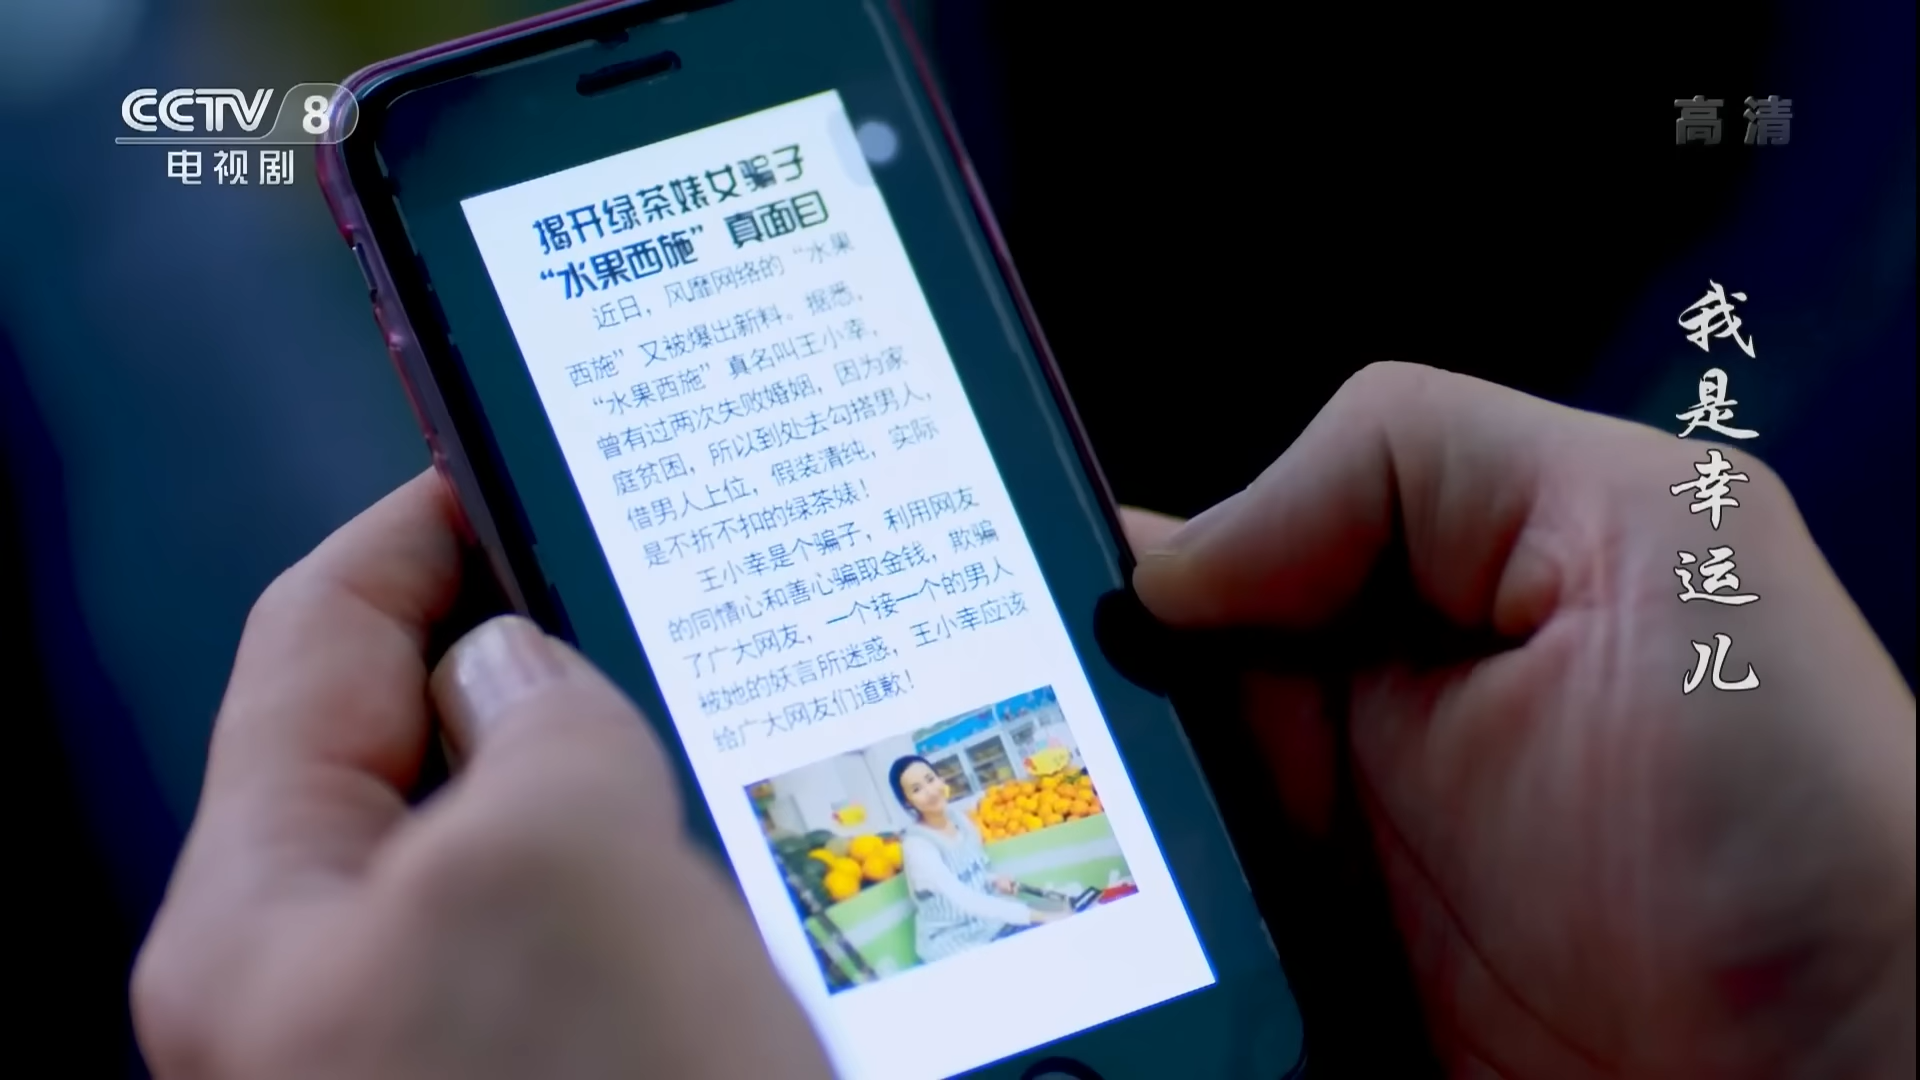 CCTV 8
电视剧
高清
我是幸运儿
揭开绿茶婊女骗子
“水果西施” 真面目
近日，风靡网络的“水果
西施”又被爆出新料。据悉，
“水果西施”真名叫王小幸，
曾有过两次失败婚姻，因为家
庭贫困，所以到处去勾搭男人，
借男人上位，假装清纯，实际
是不折不扣的绿茶婊！
王小幸是个骗子，利用网友
的同情心和善心骗取金钱，欺骗
了广大网友，一个接一个的男人
被她的妖言所迷惑，王小幸应该
给广大网友们道歉！